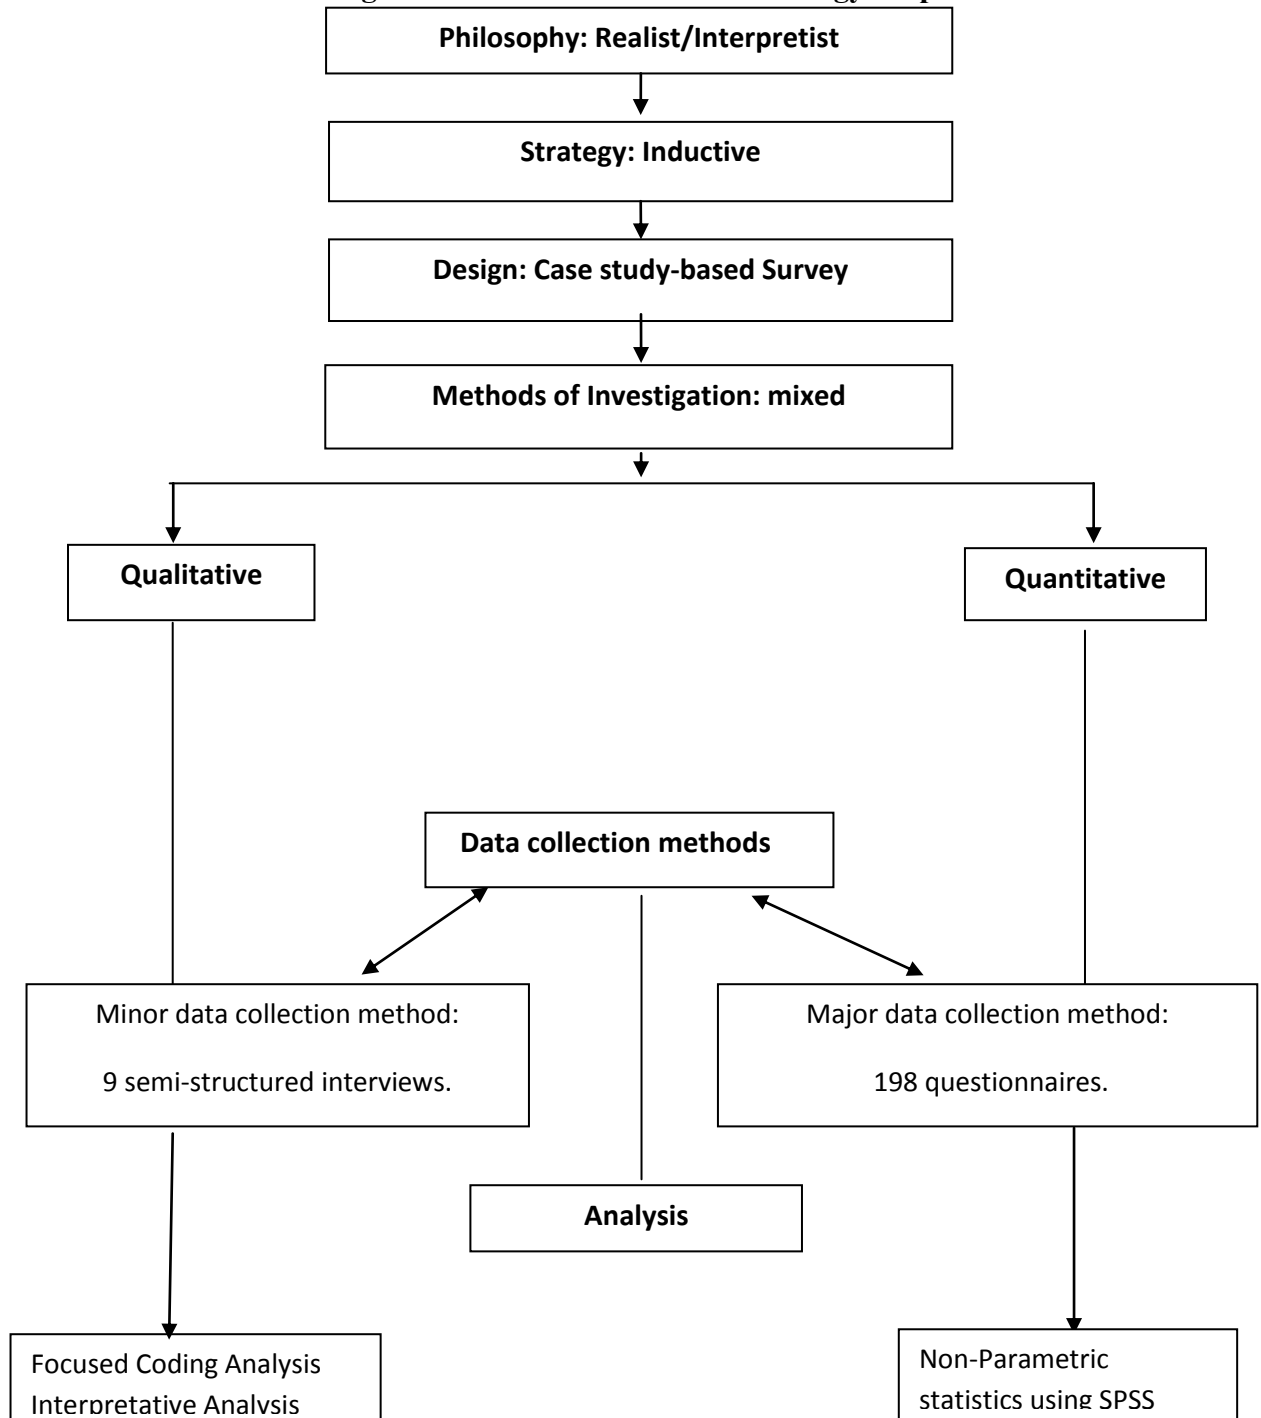 Philosophy: Realist/Interpretist
Strategy: Inductive
Design: Case study-based Survey
Methods of Investigation: mixed
Qualitative
Quantitative
Data collection methods
Minor data collection method:
9 semi-structured interviews.
Major data collection method:
198 questionnaires.
Analysis
Focused Coding Analysis
Interpretative Analysis
Non-Parametric
statistics using SPSS